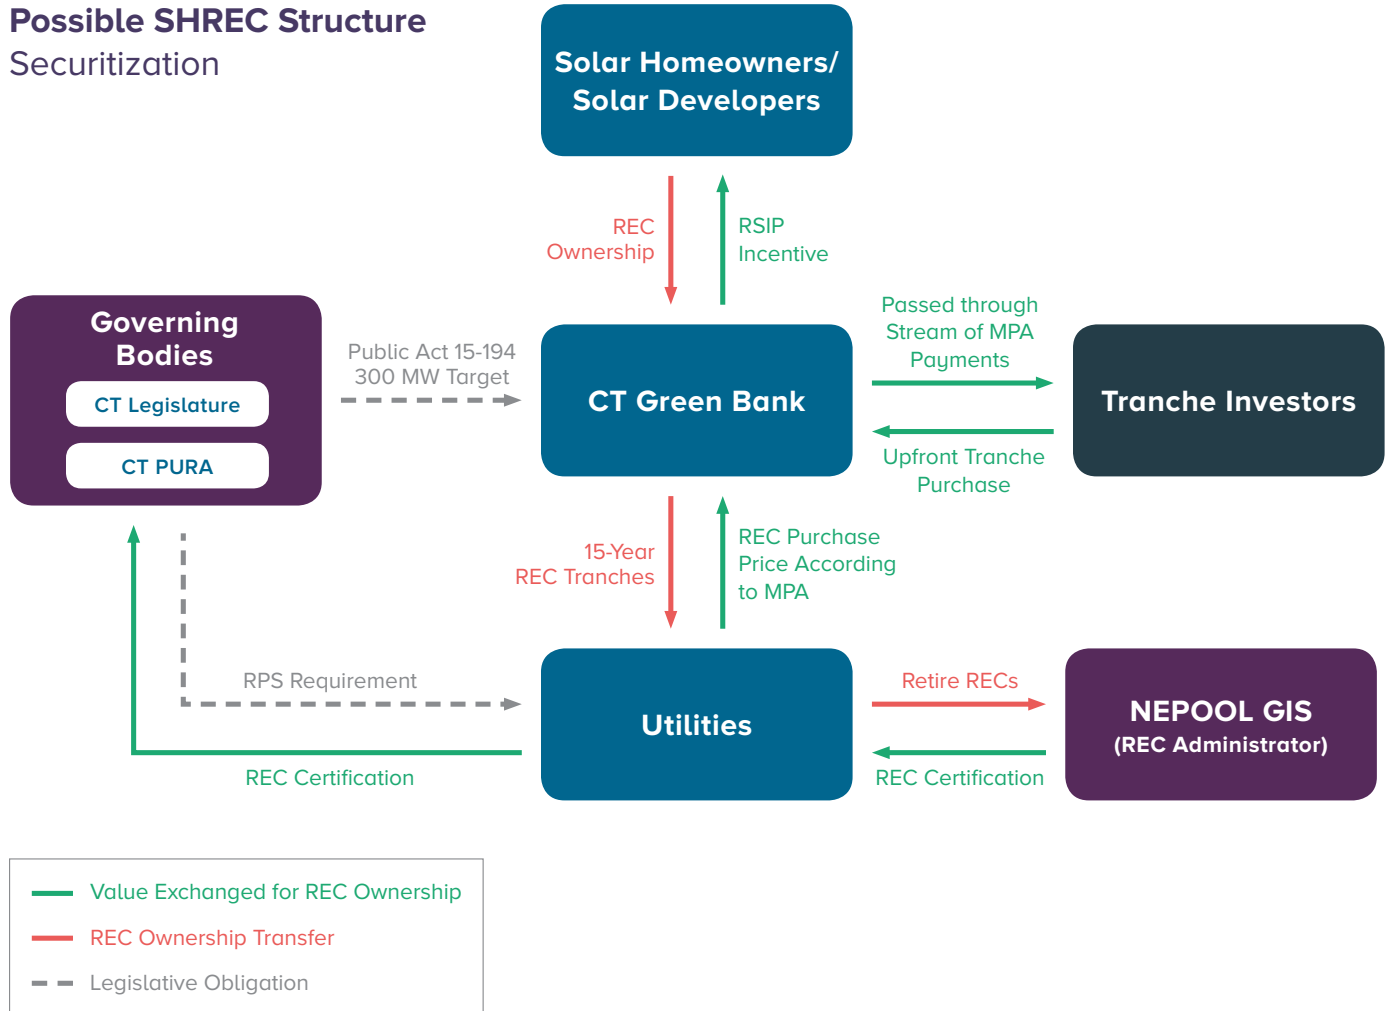 Possible SHREC Structure
Securitization
Solar Homeowners/
Solar Developers
REC
Ownership
RSIP
Incentive
Governing
Bodies
CT Legislature
CT PURA
Public Act 15-194
300 MW Target
CT Green Bank
Passed through
Stream of MPA
Payments
Upfront Tranche
Purchase
Tranche Investors
15-Year
REC Tranches
REC Purchase
Price According
to MPA
RPS Requirement
REC Certification
Utilities
Retire RECs
REC Certification
NEPOOL GIS
(REC Administrator)
Value Exchanged for REC Ownership
REC Ownership Transfer
Legislative Obligation